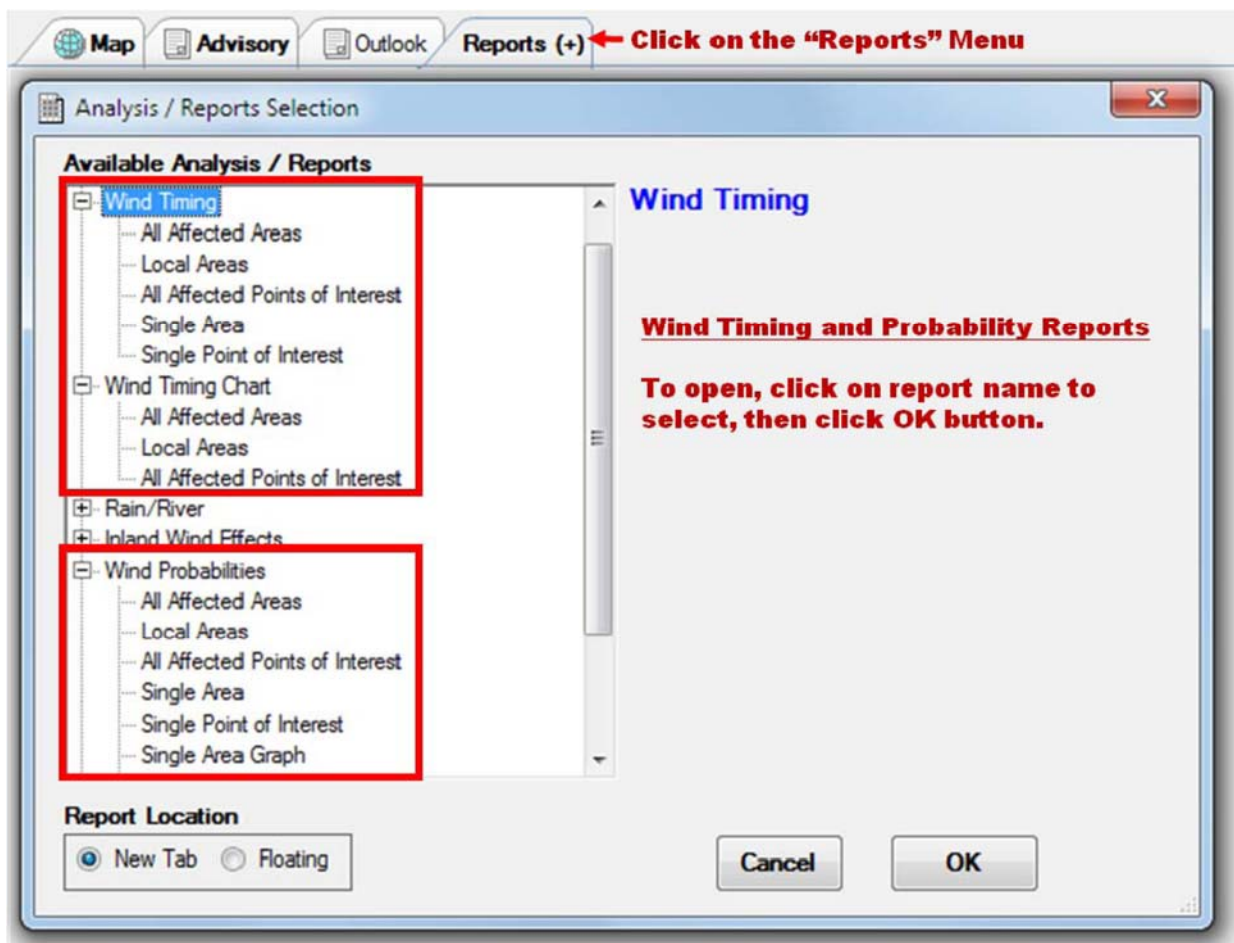 Map Advisory Outlook Reports (+) Click on the “Reports” Menu
Analysis / Reports Selection
Available Analysis / Reports
Wind Timing
All Affected Areas
Local Areas
All Affected Points of Interest
Single Area
Single Point of Interest
Wind Timing Chart
All Affected Areas
Local Areas
All Affected Points of Interest
Rain/River
Inland Wind Effects
Wind Probabilities
All Affected Areas
Local Areas
All Affected Points of Interest
Single Area
Single Point of Interest
Single Area Graph
Wind Timing
Wind Timing and Probability Reports
To open, click on report name to
select, then click OK button.
Report Location
New Tab Floating
Cancel OK